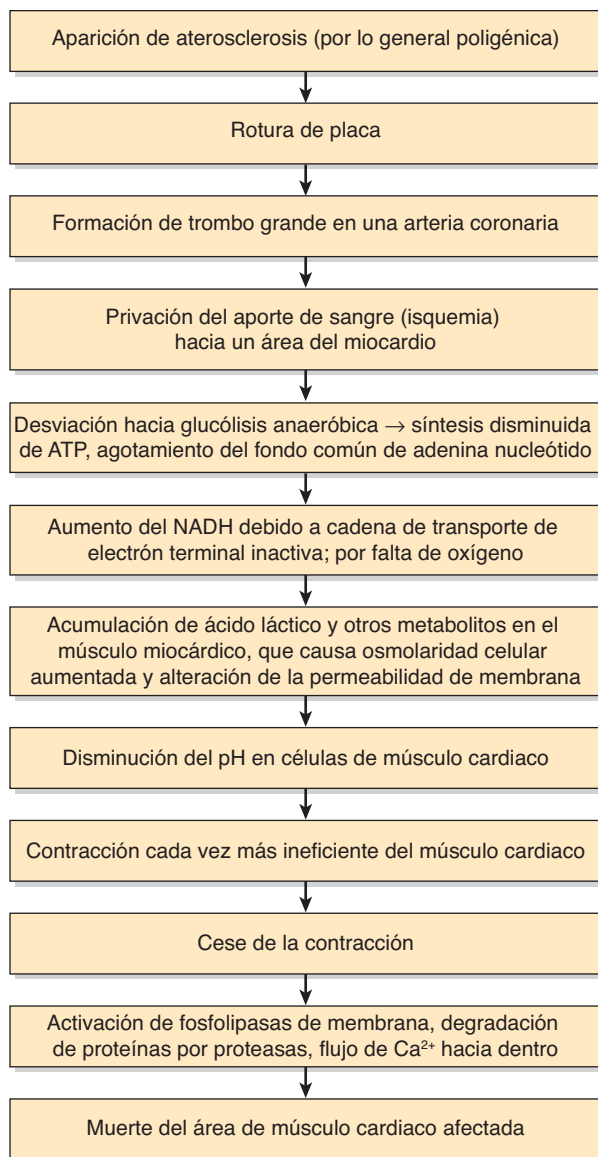 Aparición de aterosclerosis (por lo general poligénica)
Rotura de placa
Formación de trombo grande en una arteria coronaria
Privación del aporte de sangre (isquemia)
hacia un área del miocardio
Desviación hacia glucólisis anaeróbica → síntesis disminuida
de ATP, agotamiento del fondo común de adenina nucleótido
Aumento del NADH debido a cadena de transporte de
electrón terminal inactiva; por falta de oxígeno
Acumulación de ácido láctico y otros metabolitos en el
músculo miocárdico, que causa osmolaridad celular
aumentada y alteración de la permeabilidad de membrana
Disminución del pH en células de músculo cardiaco
Contracción cada vez más ineficiente del músculo cardiaco
Cese de la contracción
Activación de fosfolipasas de membrana, degradación
de proteínas por proteasas, flujo de Ca²⁺ hacia dentro
Muerte del área de músculo cardiaco afectada